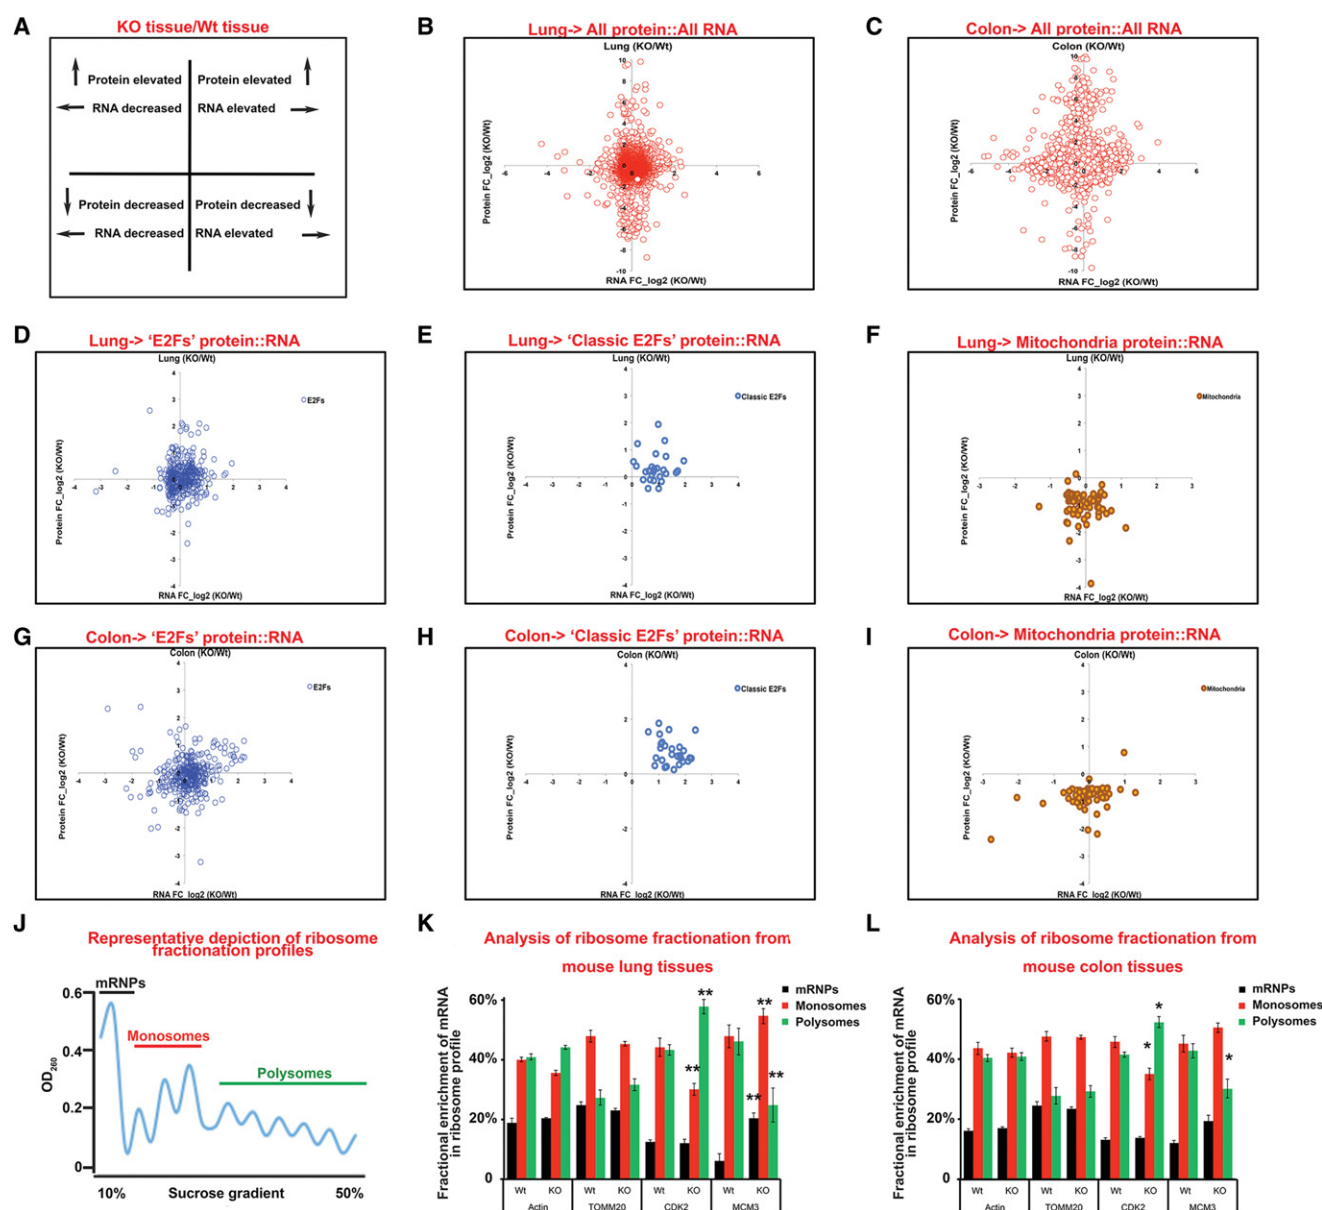 A
KO tissue/Wt tissue
Protein elevated
Protein elevated
RNA decreased
RNA elevated
Protein decreased
Protein decreased
RNA decreased
RNA elevated
B
Lung-> All protein::All RNA
Lung (KO/Wt)
Protein FC_log2 (KO/Wt)
RNA FC_log2 (KO/Wt)
C
Colon-> All protein::All RNA
Colon (KO/Wt)
Protein FC_log2 (KO/Wt)
RNA FC_log2 (KO/Wt)
D
Lung-> ‘E2Fs’ protein::RNA
Lung (KO/Wt)
E2Fs
Protein FC_log2 (KO/Wt)
RNA FC_log2 (KO/Wt)
E
Lung-> ‘Classic E2Fs’ protein::RNA
Lung (KO/Wt)
Classic E2Fs
Protein FC_log2 (KO/Wt)
RNA FC_log2 (KO/Wt)
F
Lung-> Mitochondria protein::RNA
Lung (KO/Wt)
Mitochondria
Protein FC_log2 (KO/Wt)
RNA FC_log2 (KO/Wt)
G
Colon-> ‘E2Fs’ protein::RNA
Colon (KO/Wt)
E2Fs
Protein FC_log2 (KO/Wt)
RNA FC_log2 (KO/Wt)
H
Colon-> ‘Classic E2Fs’ protein::RNA
Colon (KO/Wt)
Classic E2Fs
Protein FC_log2 (KO/Wt)
RNA FC_log2 (KO/Wt)
I
Colon-> Mitochondria protein::RNA
Colon (KO/Wt)
Mitochondria
Protein FC_log2 (KO/Wt)
RNA FC_log2 (KO/Wt)
J
Representative depiction of ribosome
fractionation profiles
mRNPs
Monosomes
Polysomes
OD260
0.6
0.4
0.2
0
10% Sucrose gradient 50%
K
Analysis of ribosome fractionation from
mouse lung tissues
mRNPs
Monosomes
Polysomes
Fractional enrichment of mRNA
in ribosome profile
60%
40%
20%
0
** ** ** ** **
Wt KO Wt KO Wt KO Wt KO
Actin TOMM20 CDK2 MCM3
L
Analysis of ribosome fractionation from
mouse colon tissues
mRNPs
Monosomes
Polysomes
Fractional enrichment of mRNA
in ribosome profile
60%
40%
20%
0
* * *
Wt KO Wt KO Wt KO Wt KO
Actin TOMM20 CDK2 MCM3